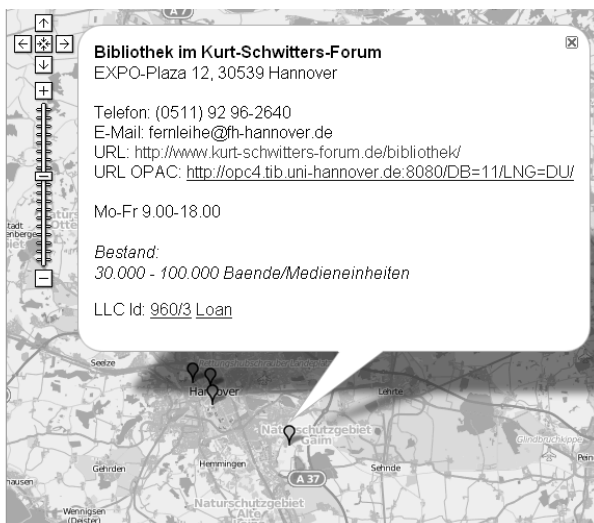 A 7
Bibliothek im Kurt-Schwitters-Forum
EXPO-Plaza 12, 30539 Hannover
Telefon: (0511) 92 96-2640
E-Mail: fernleihe@fh-hannover.de
URL: http://www.kurt-schwitters-forum.de/bibliothek/
URL OPAC: http://opc4.tib.uni-hannover.de:8080/DB=11/LNG=DU/
Mo-Fr 9.00-18.00
Bestand:
30.000 - 100.000 Baende/Medieneinheiten
LLC Id: 960/3 Loan
Seelze
Hannover
Lehrte
Naturschutzgebiet
Gaim
Gehrden
Hemmingen
A 37
Sehnde
Wennigsen
(Deister)
Naturschutzgebiet
Alte